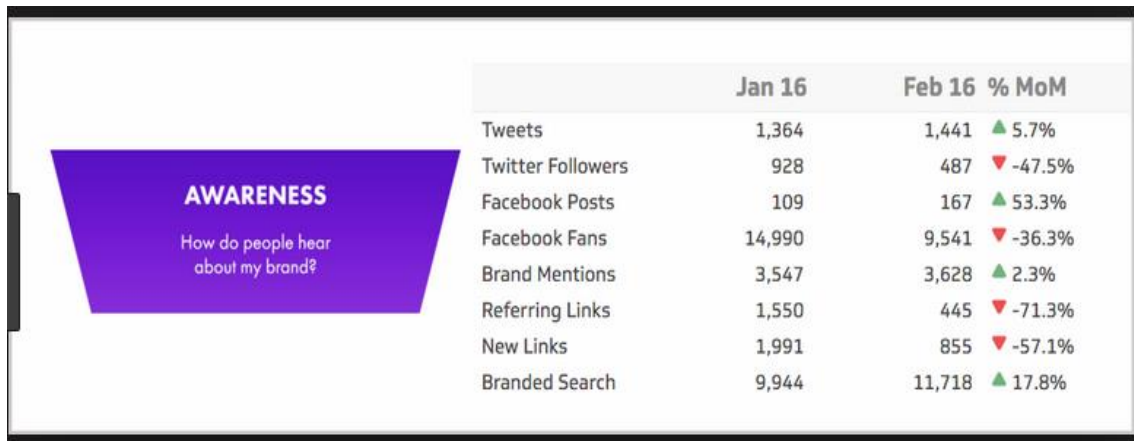 AWARENESS
How do people hear
about my brand?
Jan 16 Feb 16 % MoM
Tweets 1,364 1,441 5.7%
Twitter Followers 928 487 -47.5%
Facebook Posts 109 167 53.3%
Facebook Fans 14,990 9,541 -36.3%
Brand Mentions 3,547 3,628 2.3%
Referring Links 1,550 445 -71.3%
New Links 1,991 855 -57.1%
Branded Search 9,944 11,718 17.8%